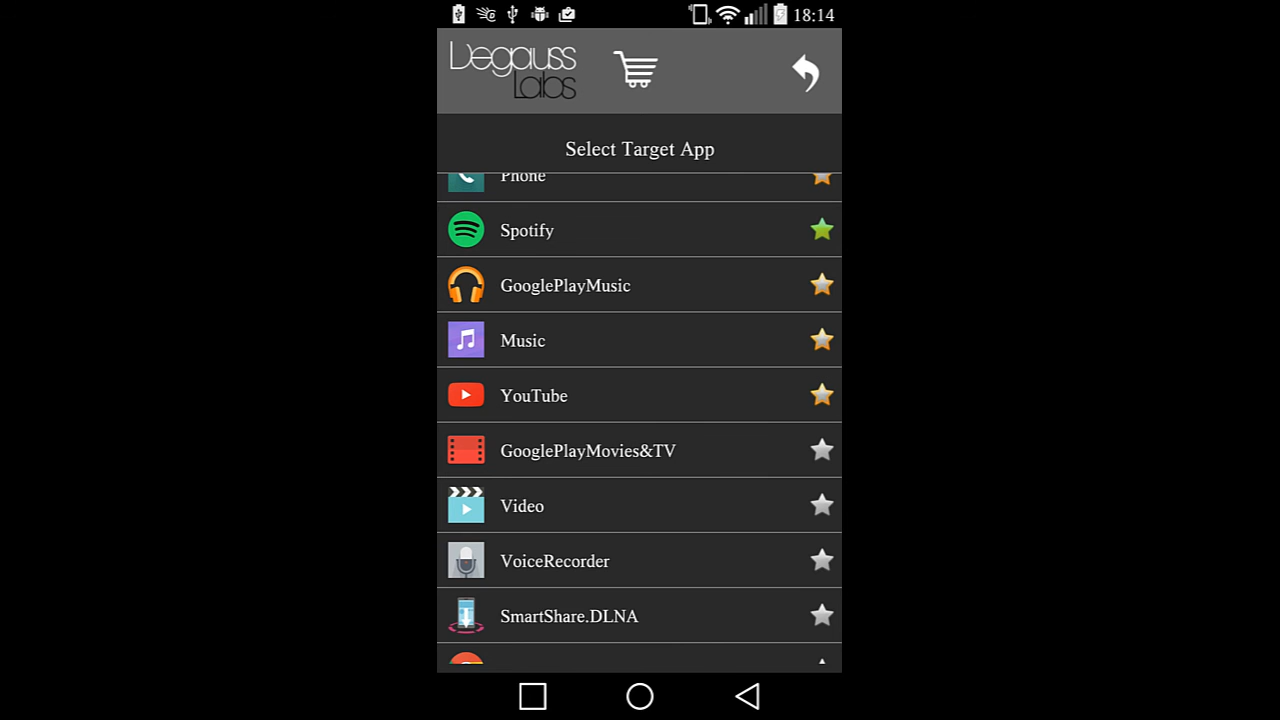 18:14
Degauss
Labs
Select Target App
Phone
Spotify
GooglePlayMusic
Music
YouTube
GooglePlayMovies&TV
Video
VoiceRecorder
SmartShare.DLNA